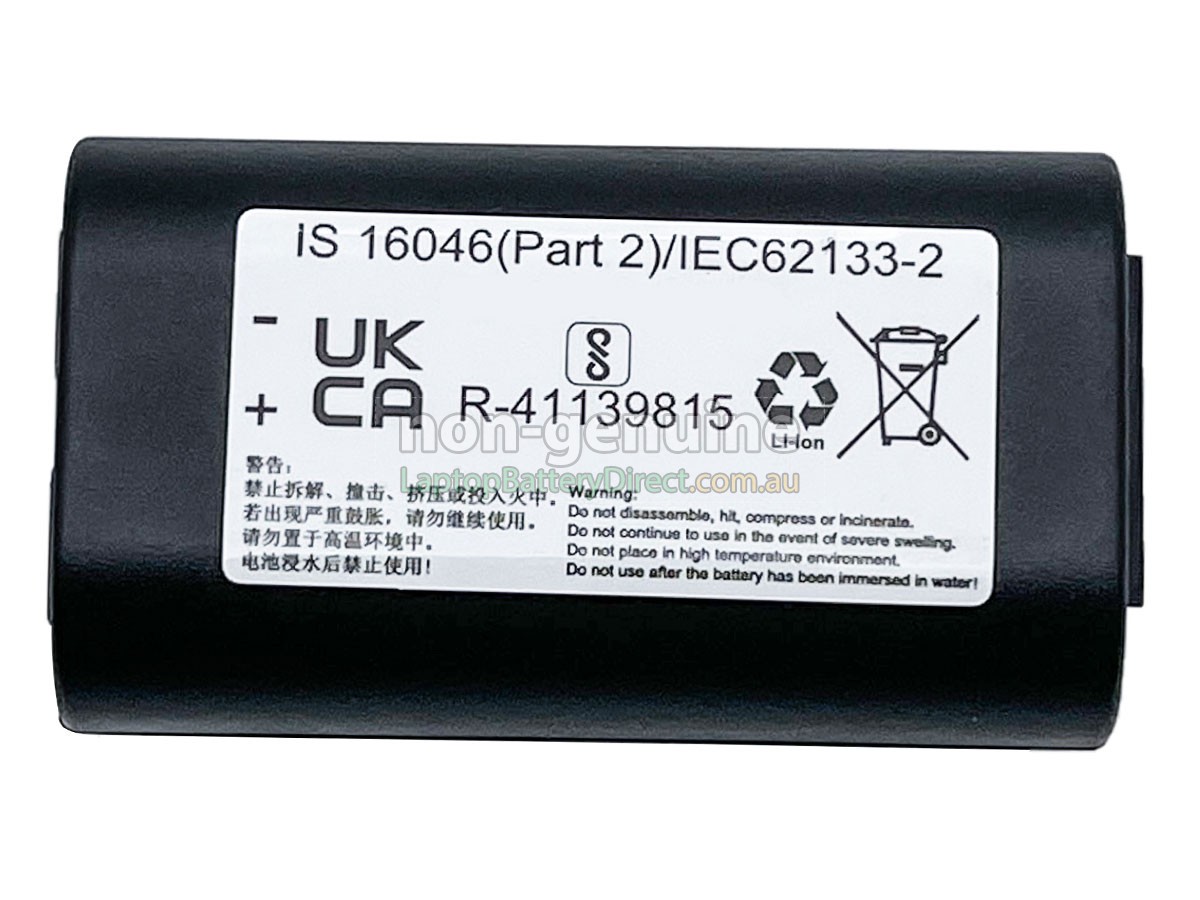 IS 16046(Part 2)/IEC62133-2
-
UK
CA
+
R-41139815
Li-ion
non-genuine
LaptopBatteryDirect.com.au
警告:
禁止拆解、撞击、挤压或投入火中。
若出现严重鼓胀，请勿继续使用。
请勿置于高温环境中。
电池浸水后禁止使用！
Warning:
Do not disassemble, hit, compress or incinerate.
Do not continue to use in the event of severe swelling.
Do not place in high temperature environment.
Do not use after the battery has been immersed in water!